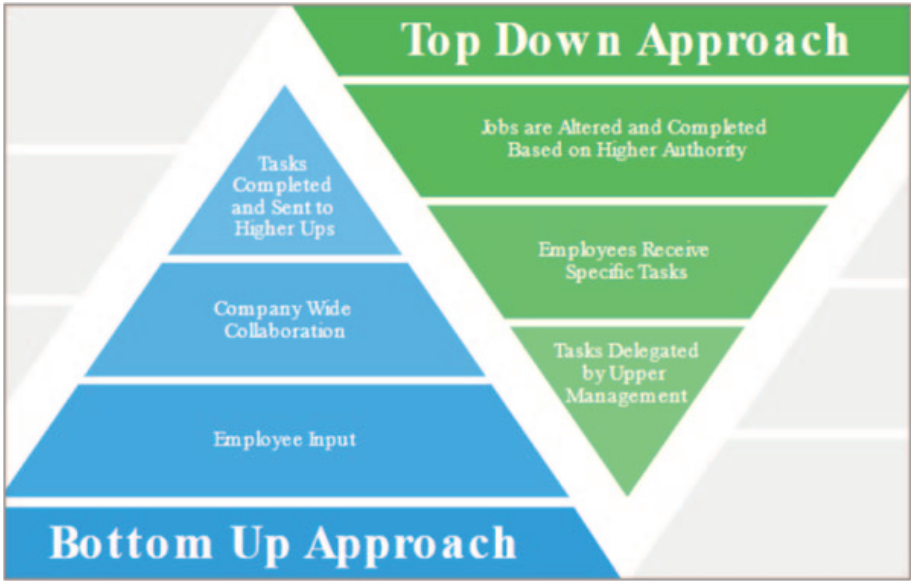 Top Down Approach
Jobs are Altered and Completed
Based on Higher Authority
Employees Receive
Specific Tasks
Tasks Delegated
by Upper
Management
Tasks
Completed
and Sent to
Higher Ups
Company Wide
Collaboration
Employee Input
Bottom Up Approach